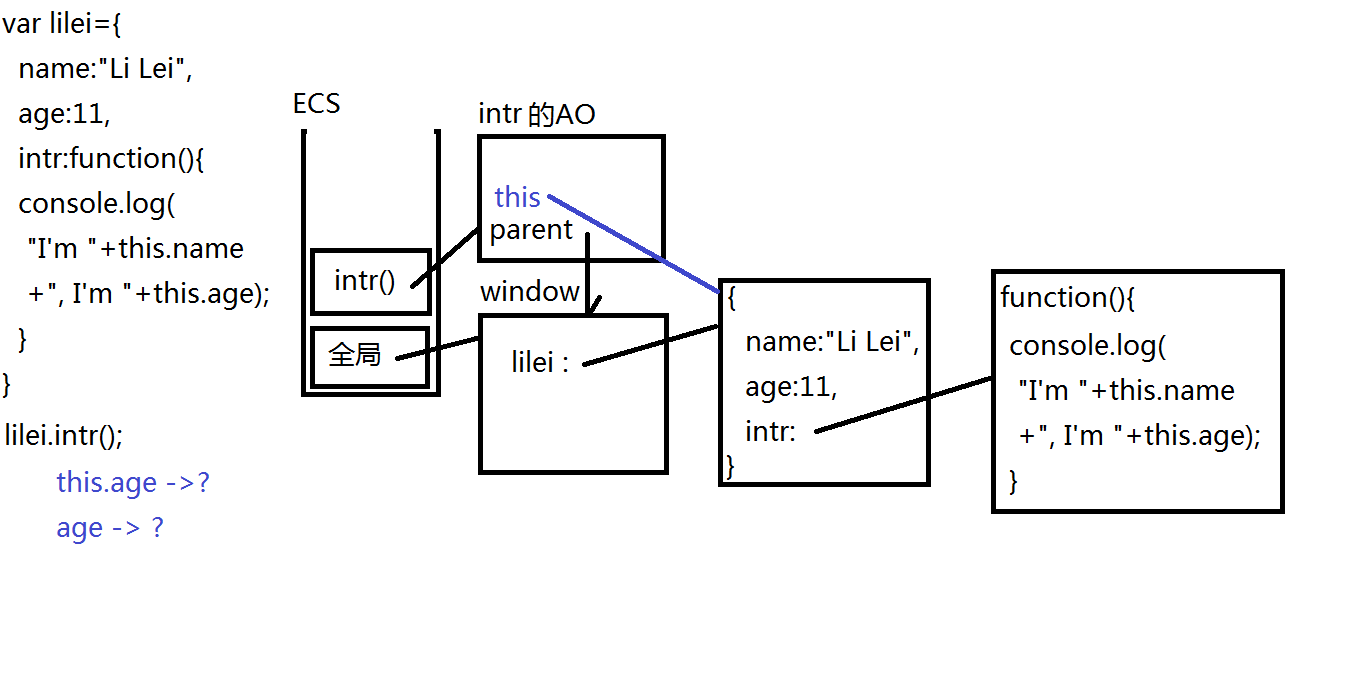 var lilei={
name:"Li Lei",
age:11,
intr:function(){
console.log(
"I'm "+this.name
+", I'm "+this.age);
}
}
lilei.intr();
this.age ->?
age -> ?
ECS
intr()
全局
intr 的AO
this
parent
window
lilei :
{
name:"Li Lei",
age:11,
intr:
}
function(){
console.log(
"I'm "+this.name
+", I'm "+this.age);
}